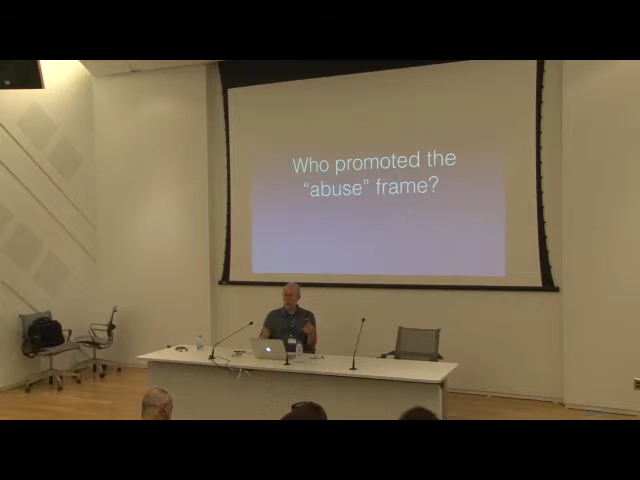 Who promoted the
“abuse” frame?